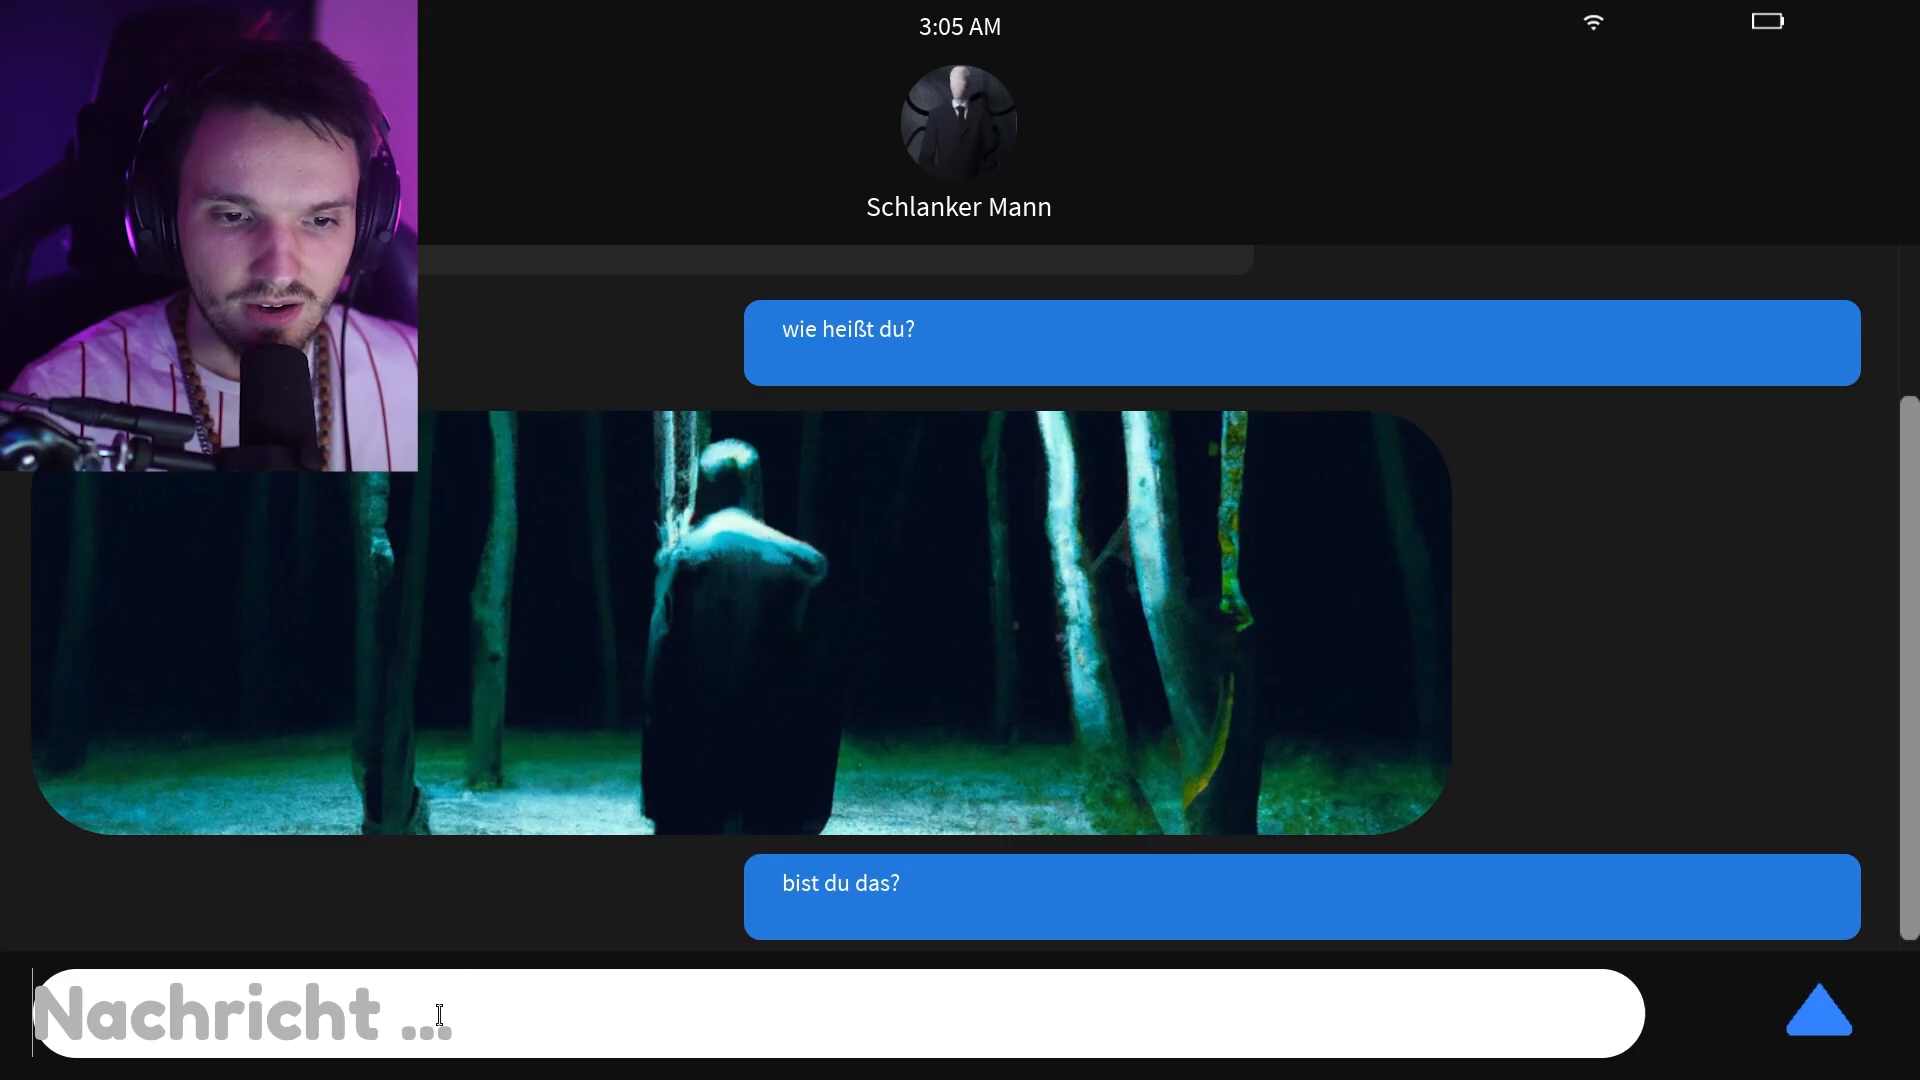 3:05 AM
Schlanker Mann
wie heißt du?
bist du das?
Nachricht ...